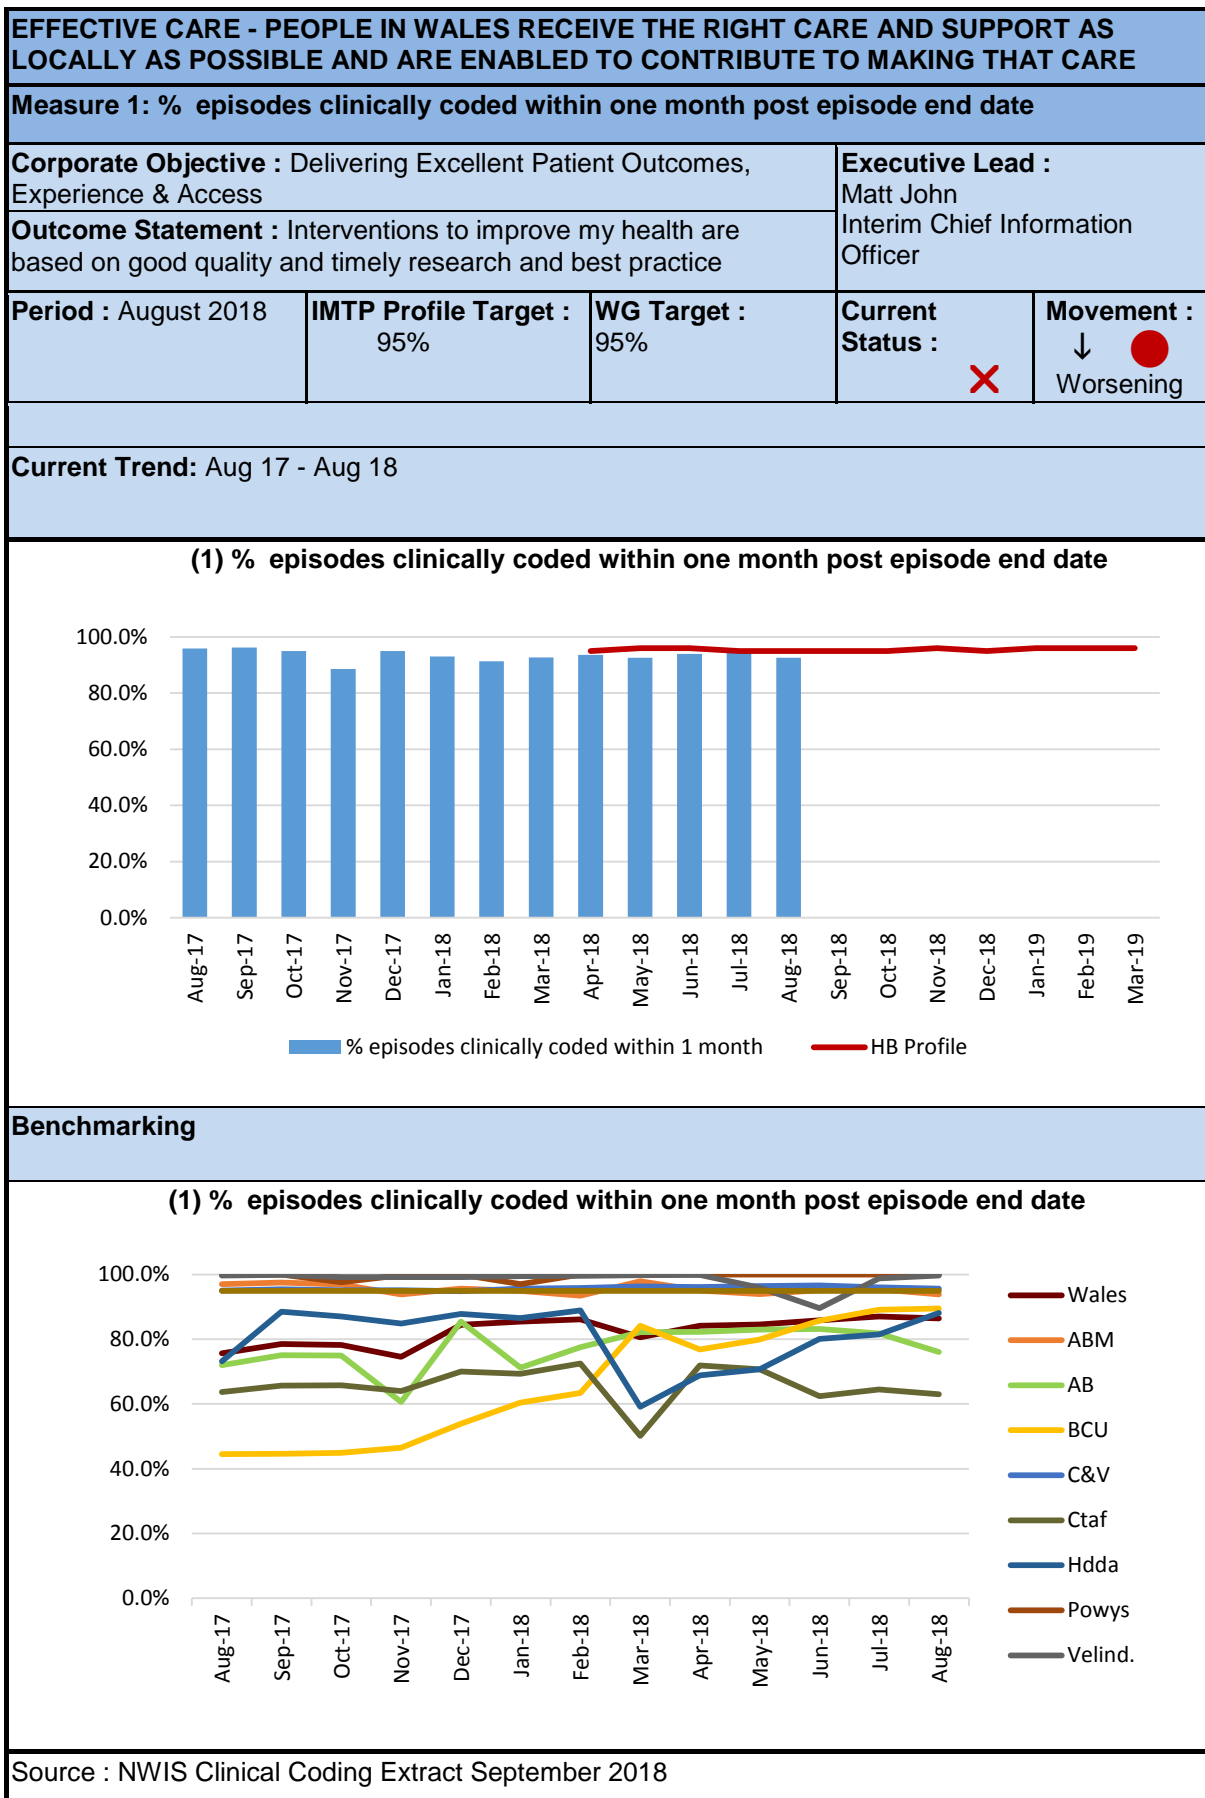 EFFECTIVE CARE - PEOPLE IN WALES RECEIVE THE RIGHT CARE AND SUPPORT AS
LOCALLY AS POSSIBLE AND ARE ENABLED TO CONTRIBUTE TO MAKING THAT CARE
Measure 1: % episodes clinically coded within one month post episode end date
Corporate Objective : Delivering Excellent Patient Outcomes,
Experience & Access
Outcome Statement : Interventions to improve my health are
based on good quality and timely research and best practice
Executive Lead :
Matt John
Interim Chief Information
Officer
Period : August 2018
IMTP Profile Target :
95%
WG Target :
95%
Current
Status :
Movement :
↓
Worsening
Current Trend: Aug 17 - Aug 18
(1) % episodes clinically coded within one month post episode end date
100.0%
80.0%
60.0%
40.0%
20.0%
0.0%
Aug-17
Sep-17
Oct-17
Nov-17
Dec-17
Jan-18
Feb-18
Mar-18
Apr-18
May-18
Jun-18
Jul-18
Aug-18
Sep-18
Oct-18
Nov-18
Dec-18
Jan-19
Feb-19
Mar-19
% episodes clinically coded within 1 month
HB Profile
Benchmarking
(1) % episodes clinically coded within one month post episode end date
100.0%
80.0%
60.0%
40.0%
20.0%
0.0%
Aug-17
Sep-17
Oct-17
Nov-17
Dec-17
Jan-18
Feb-18
Mar-18
Apr-18
May-18
Jun-18
Jul-18
Aug-18
Wales
ABM
AB
BCU
C&V
Ctaf
Hdda
Powys
Velind.
Source : NWIS Clinical Coding Extract September 2018